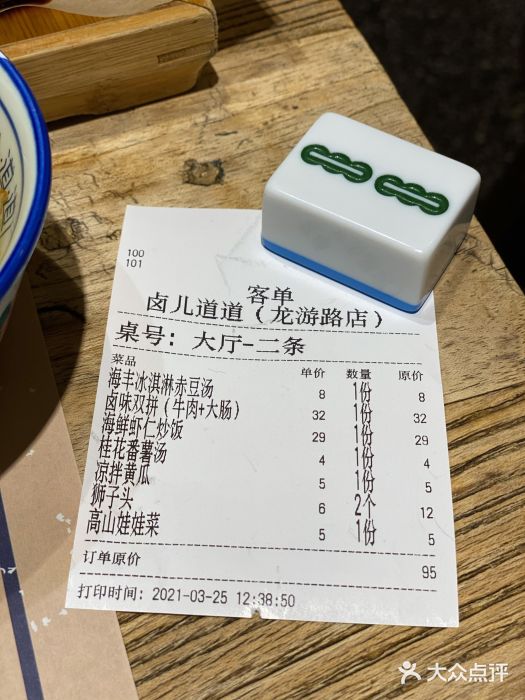 100
101
客单
卤儿道道（龙游路店）
桌号：大厅-二条
菜品 单价 数量 原价
海丰冰淇淋赤豆汤 8 1份 8
卤味双拼（牛肉+大肠） 32 1份 32
海鲜虾仁炒饭 29 1份 29
桂花番薯汤 4 1份 4
凉拌黄瓜 5 1份 5
狮子头 6 2个 12
高山娃娃菜 5 1份 5
订单原价 95
打印时间：2021-03-25 12:38:50
大众点评